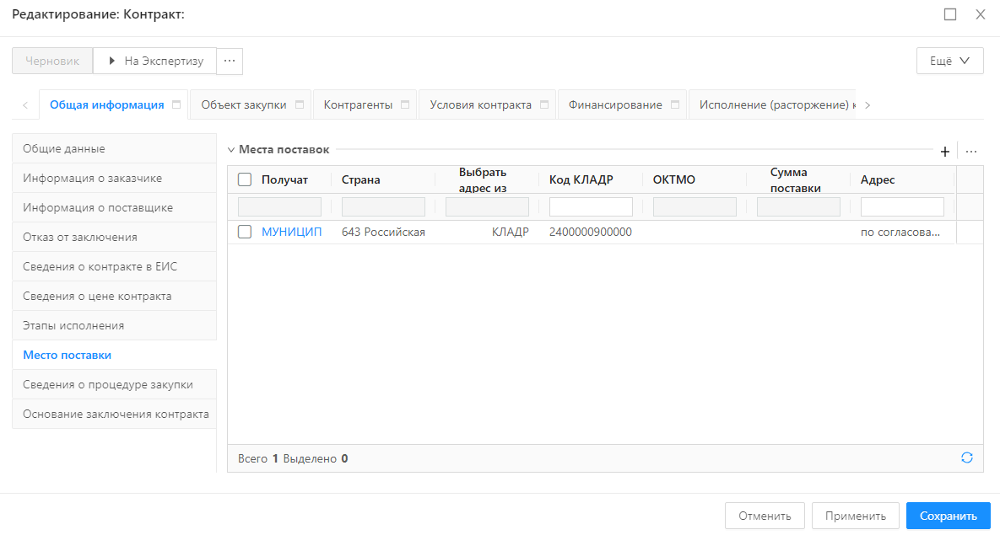 Редактирование: Контракт:
Черновик
На Экспертизу
...
Ещё
Общая информация
Объект закупки
Контрагенты
Условия контракта
Финансирование
Исполнение (расторжение) к
Общие данные
Информация о заказчике
Информация о поставщике
Отказ от заключения
Сведения о контракте в ЕИС
Сведения о цене контракта
Этапы исполнения
Место поставки
Сведения о процедуре закупки
Основание заключения контракта
Места поставок
+ ...
Получат
Страна
Выбрать
адрес из
Код КЛАДР
ОКТМО
Сумма
поставки
Адрес
МУНИЦИП
643 Российская
КЛАДР
2400000900000
по согласова...
Всего 1 Выделено 0
Отменить
Применить
Сохранить